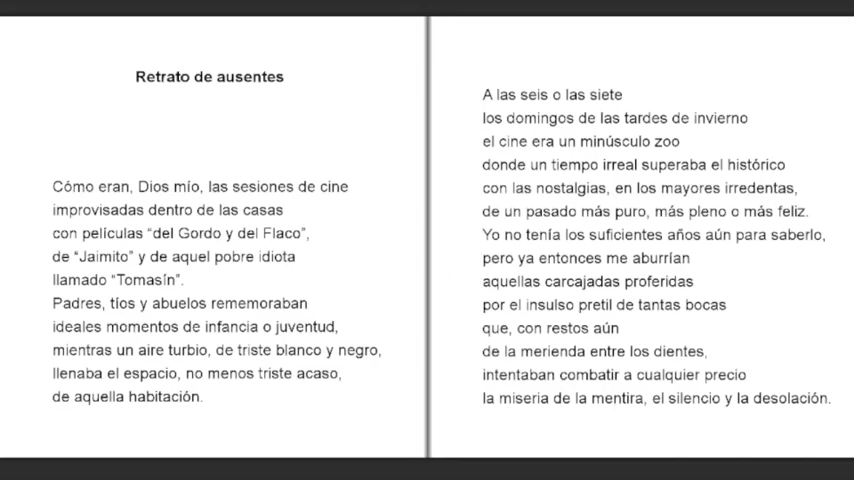 Retrato de ausentes
Cómo eran, Dios mío, las sesiones de cine
improvisadas dentro de las casas
con películas “del Gordo y del Flaco”,
de “Jaimito” y de aquel pobre idiota
llamado “Tomasín”.
Padres, tíos y abuelos rememoraban
ideales momentos de infancia o juventud,
mientras un aire turbio, de triste blanco y negro,
llenaba el espacio, no menos triste acaso,
de aquella habitación.
A las seis o las siete
los domingos de las tardes de invierno
el cine era un minúsculo zoo
donde un tiempo irreal superaba el histórico
con las nostalgias, en los mayores irredentas,
de un pasado más puro, más pleno o más feliz.
Yo no tenía los suficientes años aún para saberlo,
pero ya entonces me aburrían
aquellas carcajadas proferidas
por el insulso pretil de tantas bocas
que, con restos aún
de la merienda entre los dientes,
intentaban combatir a cualquier precio
la miseria de la mentira, el silencio y la desolación.